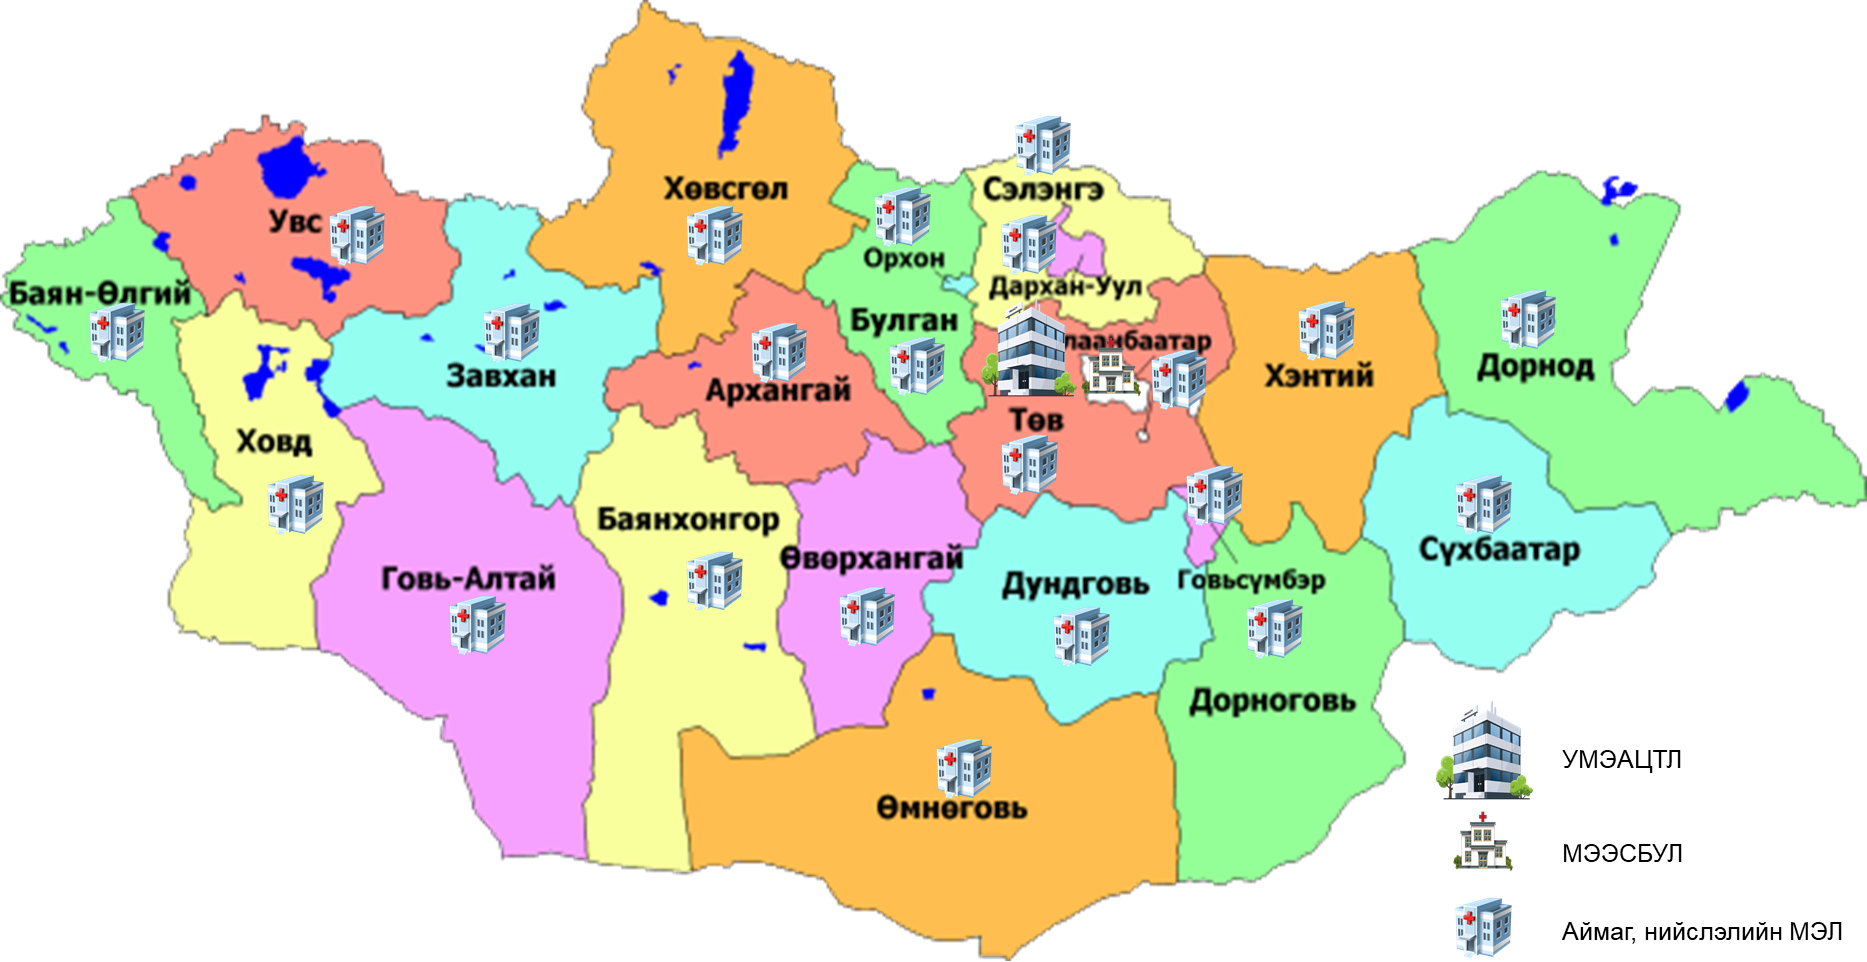 Хөвсгөл
Сэлэнгэ
Увс
Орхон
Дархан-Уул
Баян-Өлгий
Булган
лаанбаатар
Дорнод
Завхан
Архангай
Хэнтий
Төв
Ховд
Баянхонгор
Өвөрхангай
Сүхбаатар
Говь-Алтай
Дундговь
Говьсүмбэр
Дорноговь
Өмнөговь
УМЭАЦТЛ
МЭЭСБУЛ
Аймаг, нийслэлийн МЭЛ